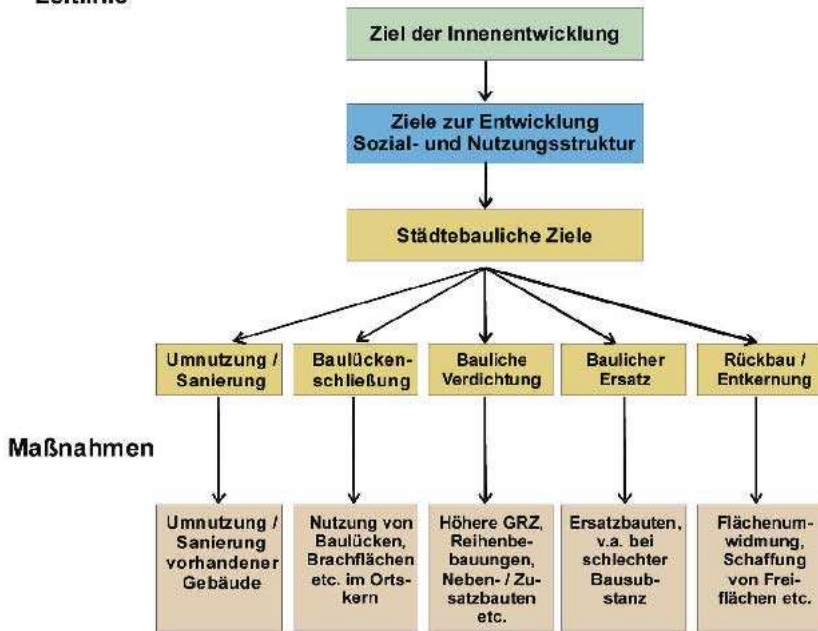 Ziel der Innenentwicklung
Ziele zur Entwicklung
Sozial- und Nutzungsstruktur
Städtebauliche Ziele
Umnutzung /
Sanierung
Baulücken-
schließung
Bauliche
Verdichtung
Baulicher
Ersatz
Rückbau /
Entkernung
Maßnahmen
Umnutzung /
Sanierung
vorhandener
Gebäude
Nutzung von
Baulücken,
Brachflächen
etc. im Orts-
kern
Höhere GRZ,
Reihenbe-
bauungen,
Neben- / Zu-
satzbauten
etc.
Ersatzbauten,
v.a. bei
schlechter
Bausub-
stanz
Flächenum-
widmung,
Schaffung
von Frei-
flächen etc.